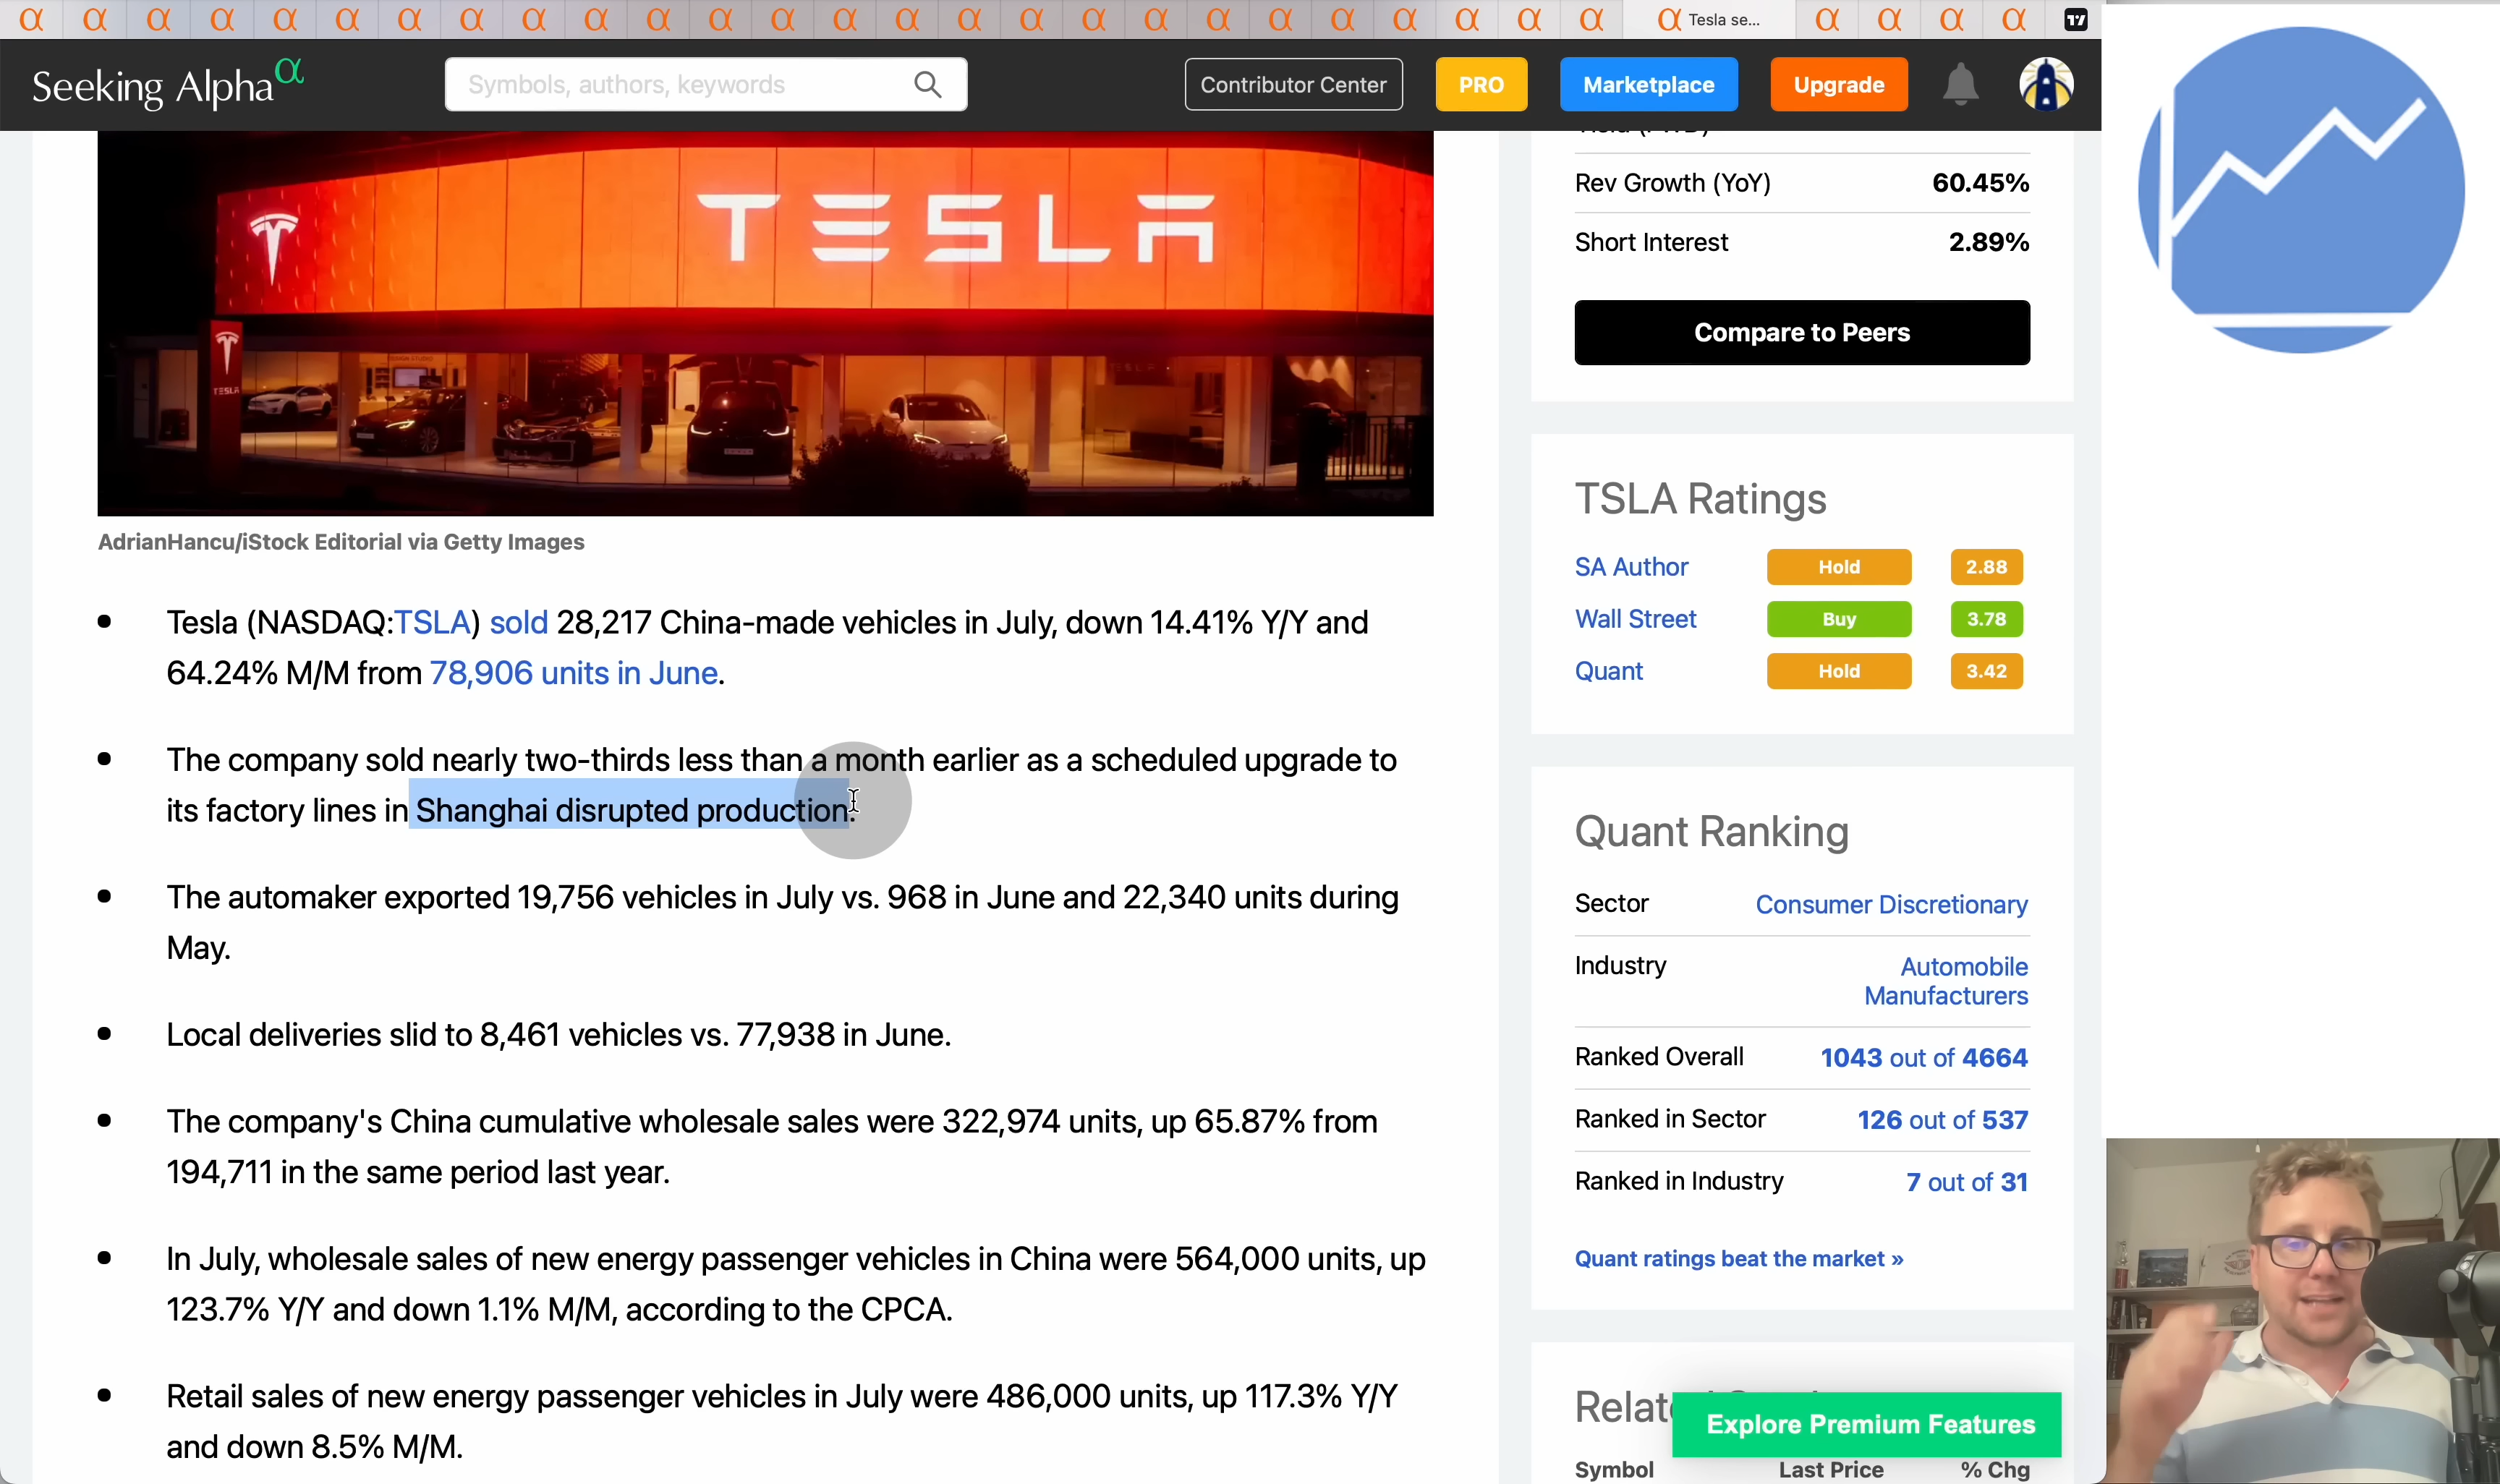 Tesla se...
Seeking Alpha α
Symbols, authors, keywords
Contributor Center
PRO
Marketplace
Upgrade
TESLA
TESLA
AdrianHancu/iStock Editorial via Getty Images
• Tesla (NASDAQ:TSLA) sold 28,217 China-made vehicles in July, down 14.41% Y/Y and
64.24% M/M from 78,906 units in June.
• The company sold nearly two-thirds less than a month earlier as a scheduled upgrade to
its factory lines in Shanghai disrupted production.
• The automaker exported 19,756 vehicles in July vs. 968 in June and 22,340 units during
May.
• Local deliveries slid to 8,461 vehicles vs. 77,938 in June.
• The company's China cumulative wholesale sales were 322,974 units, up 65.87% from
194,711 in the same period last year.
• In July, wholesale sales of new energy passenger vehicles in China were 564,000 units, up
123.7% Y/Y and down 1.1% M/M, according to the CPCA.
• Retail sales of new energy passenger vehicles in July were 486,000 units, up 117.3% Y/Y
and down 8.5% M/M.
Rev Growth (YoY) 60.45%
Short Interest 2.89%
Compare to Peers
TSLA Ratings
SA Author Hold 2.88
Wall Street Buy 3.78
Quant Hold 3.42
Quant Ranking
Sector Consumer Discretionary
Industry Automobile
Manufacturers
Ranked Overall 1043 out of 4664
Ranked in Sector 126 out of 537
Ranked in Industry 7 out of 31
Quant ratings beat the market »
Explore Premium Features
Symbol Last Price % Chg